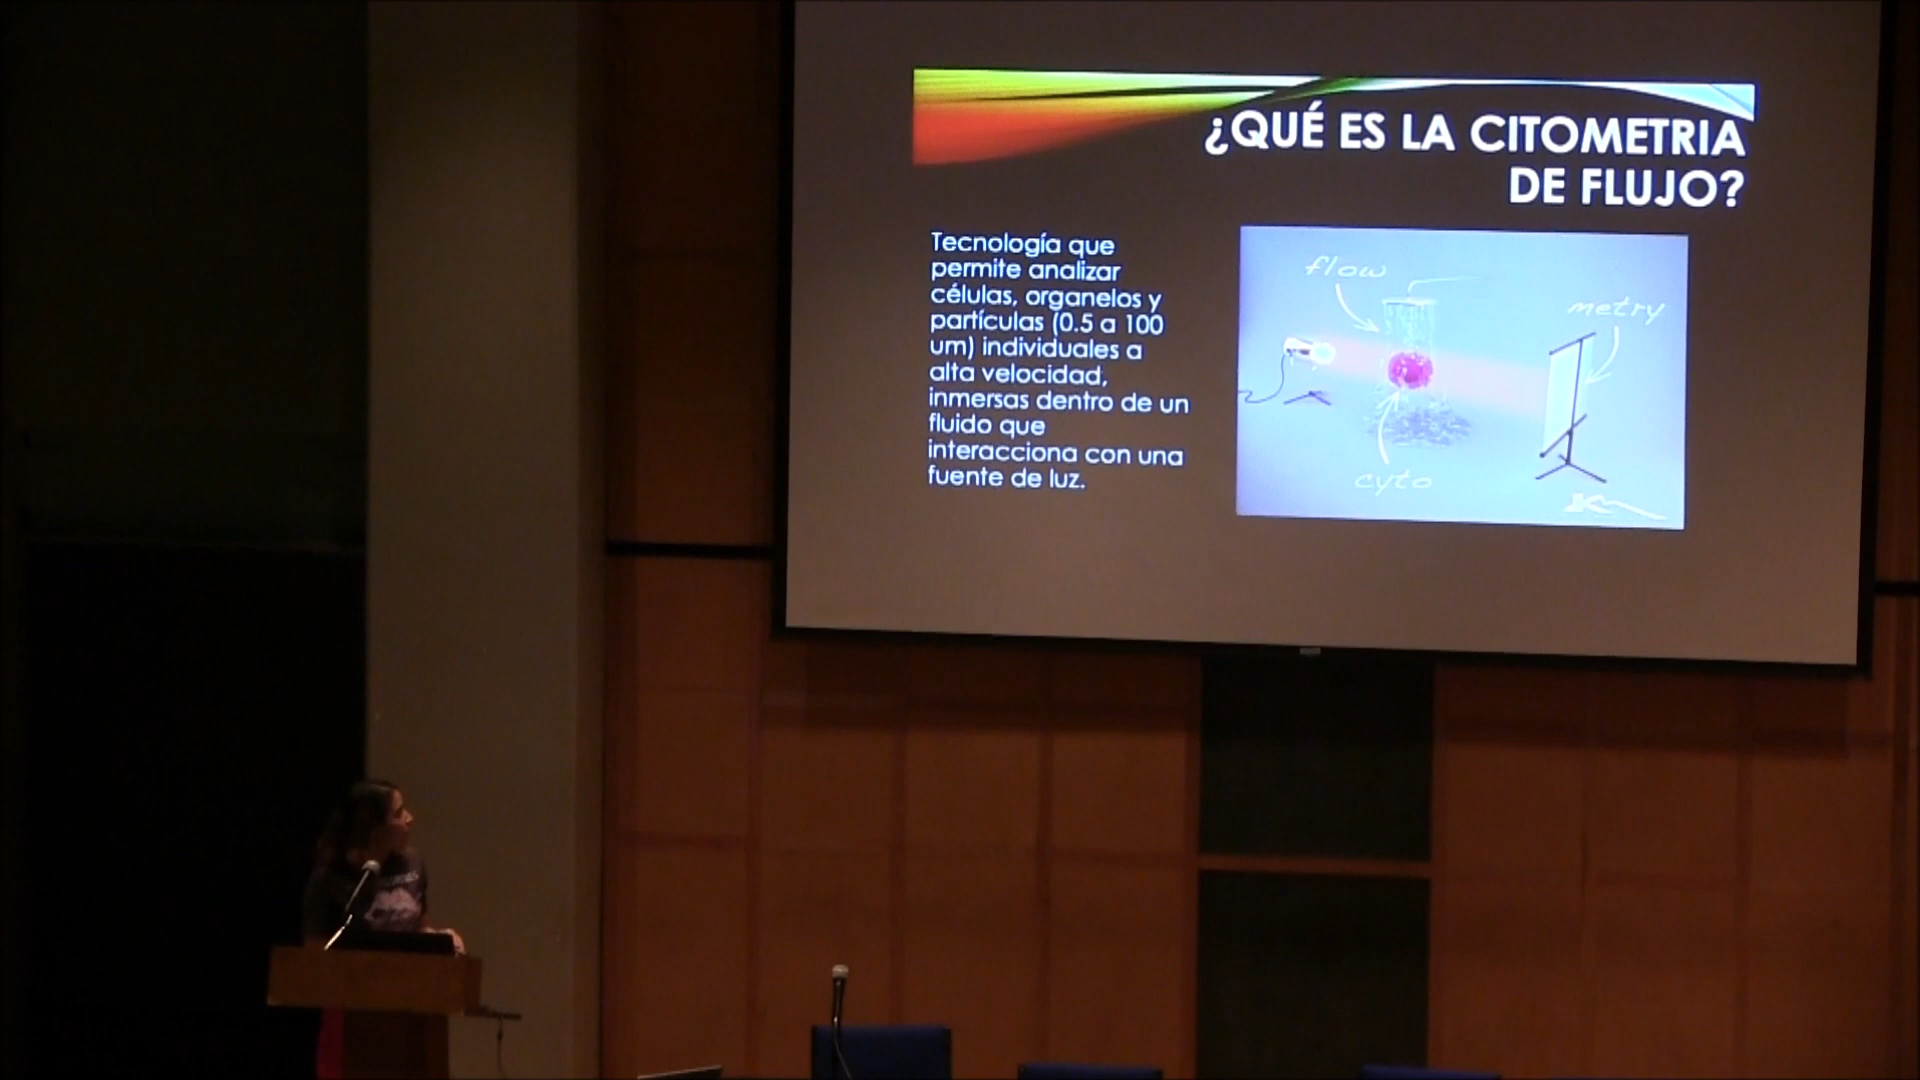 ¿QUÉ ES LA CITOMETRIA
DE FLUJO?
Tecnología que
permite analizar
células, organelos y
partículas (0.5 a 100
um) individuales a
alta velocidad,
inmersas dentro de un
fluido que
interacciona con una
fuente de luz.
flow
metry
cyto